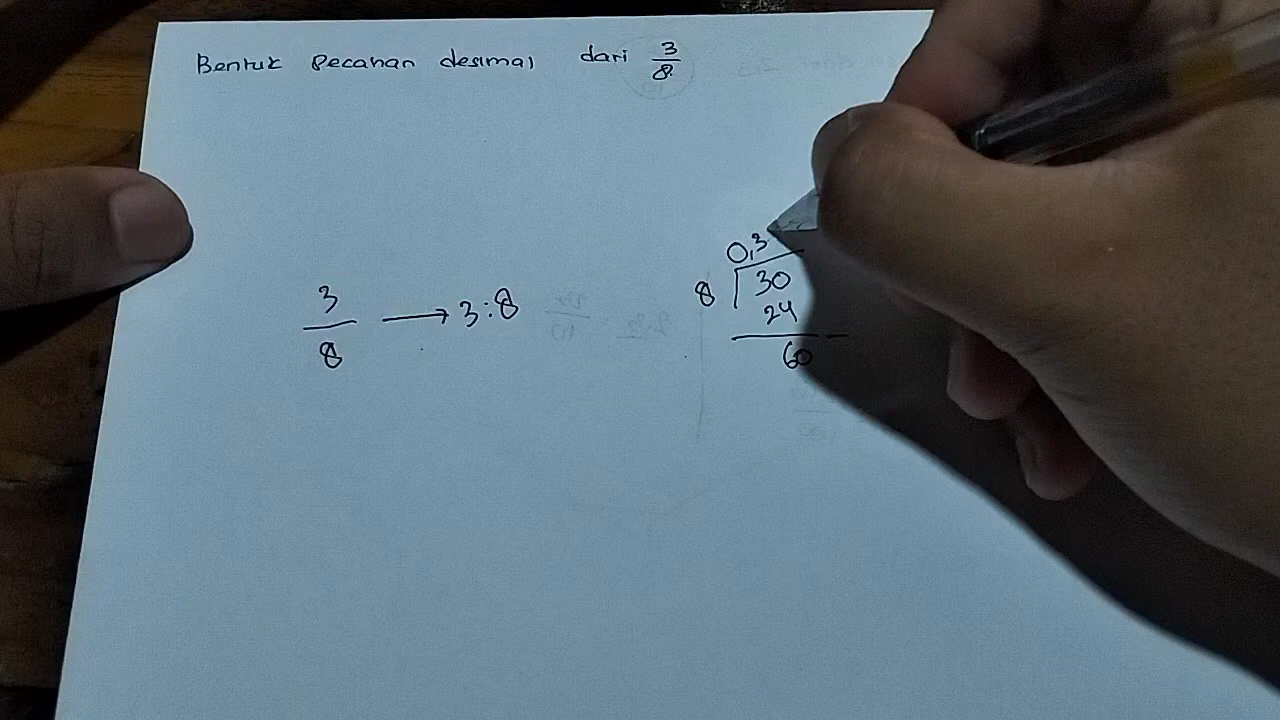 Bentuk pecahan desimal dari 3/8
3/8 → 3:8
0,3
8 30
24
60